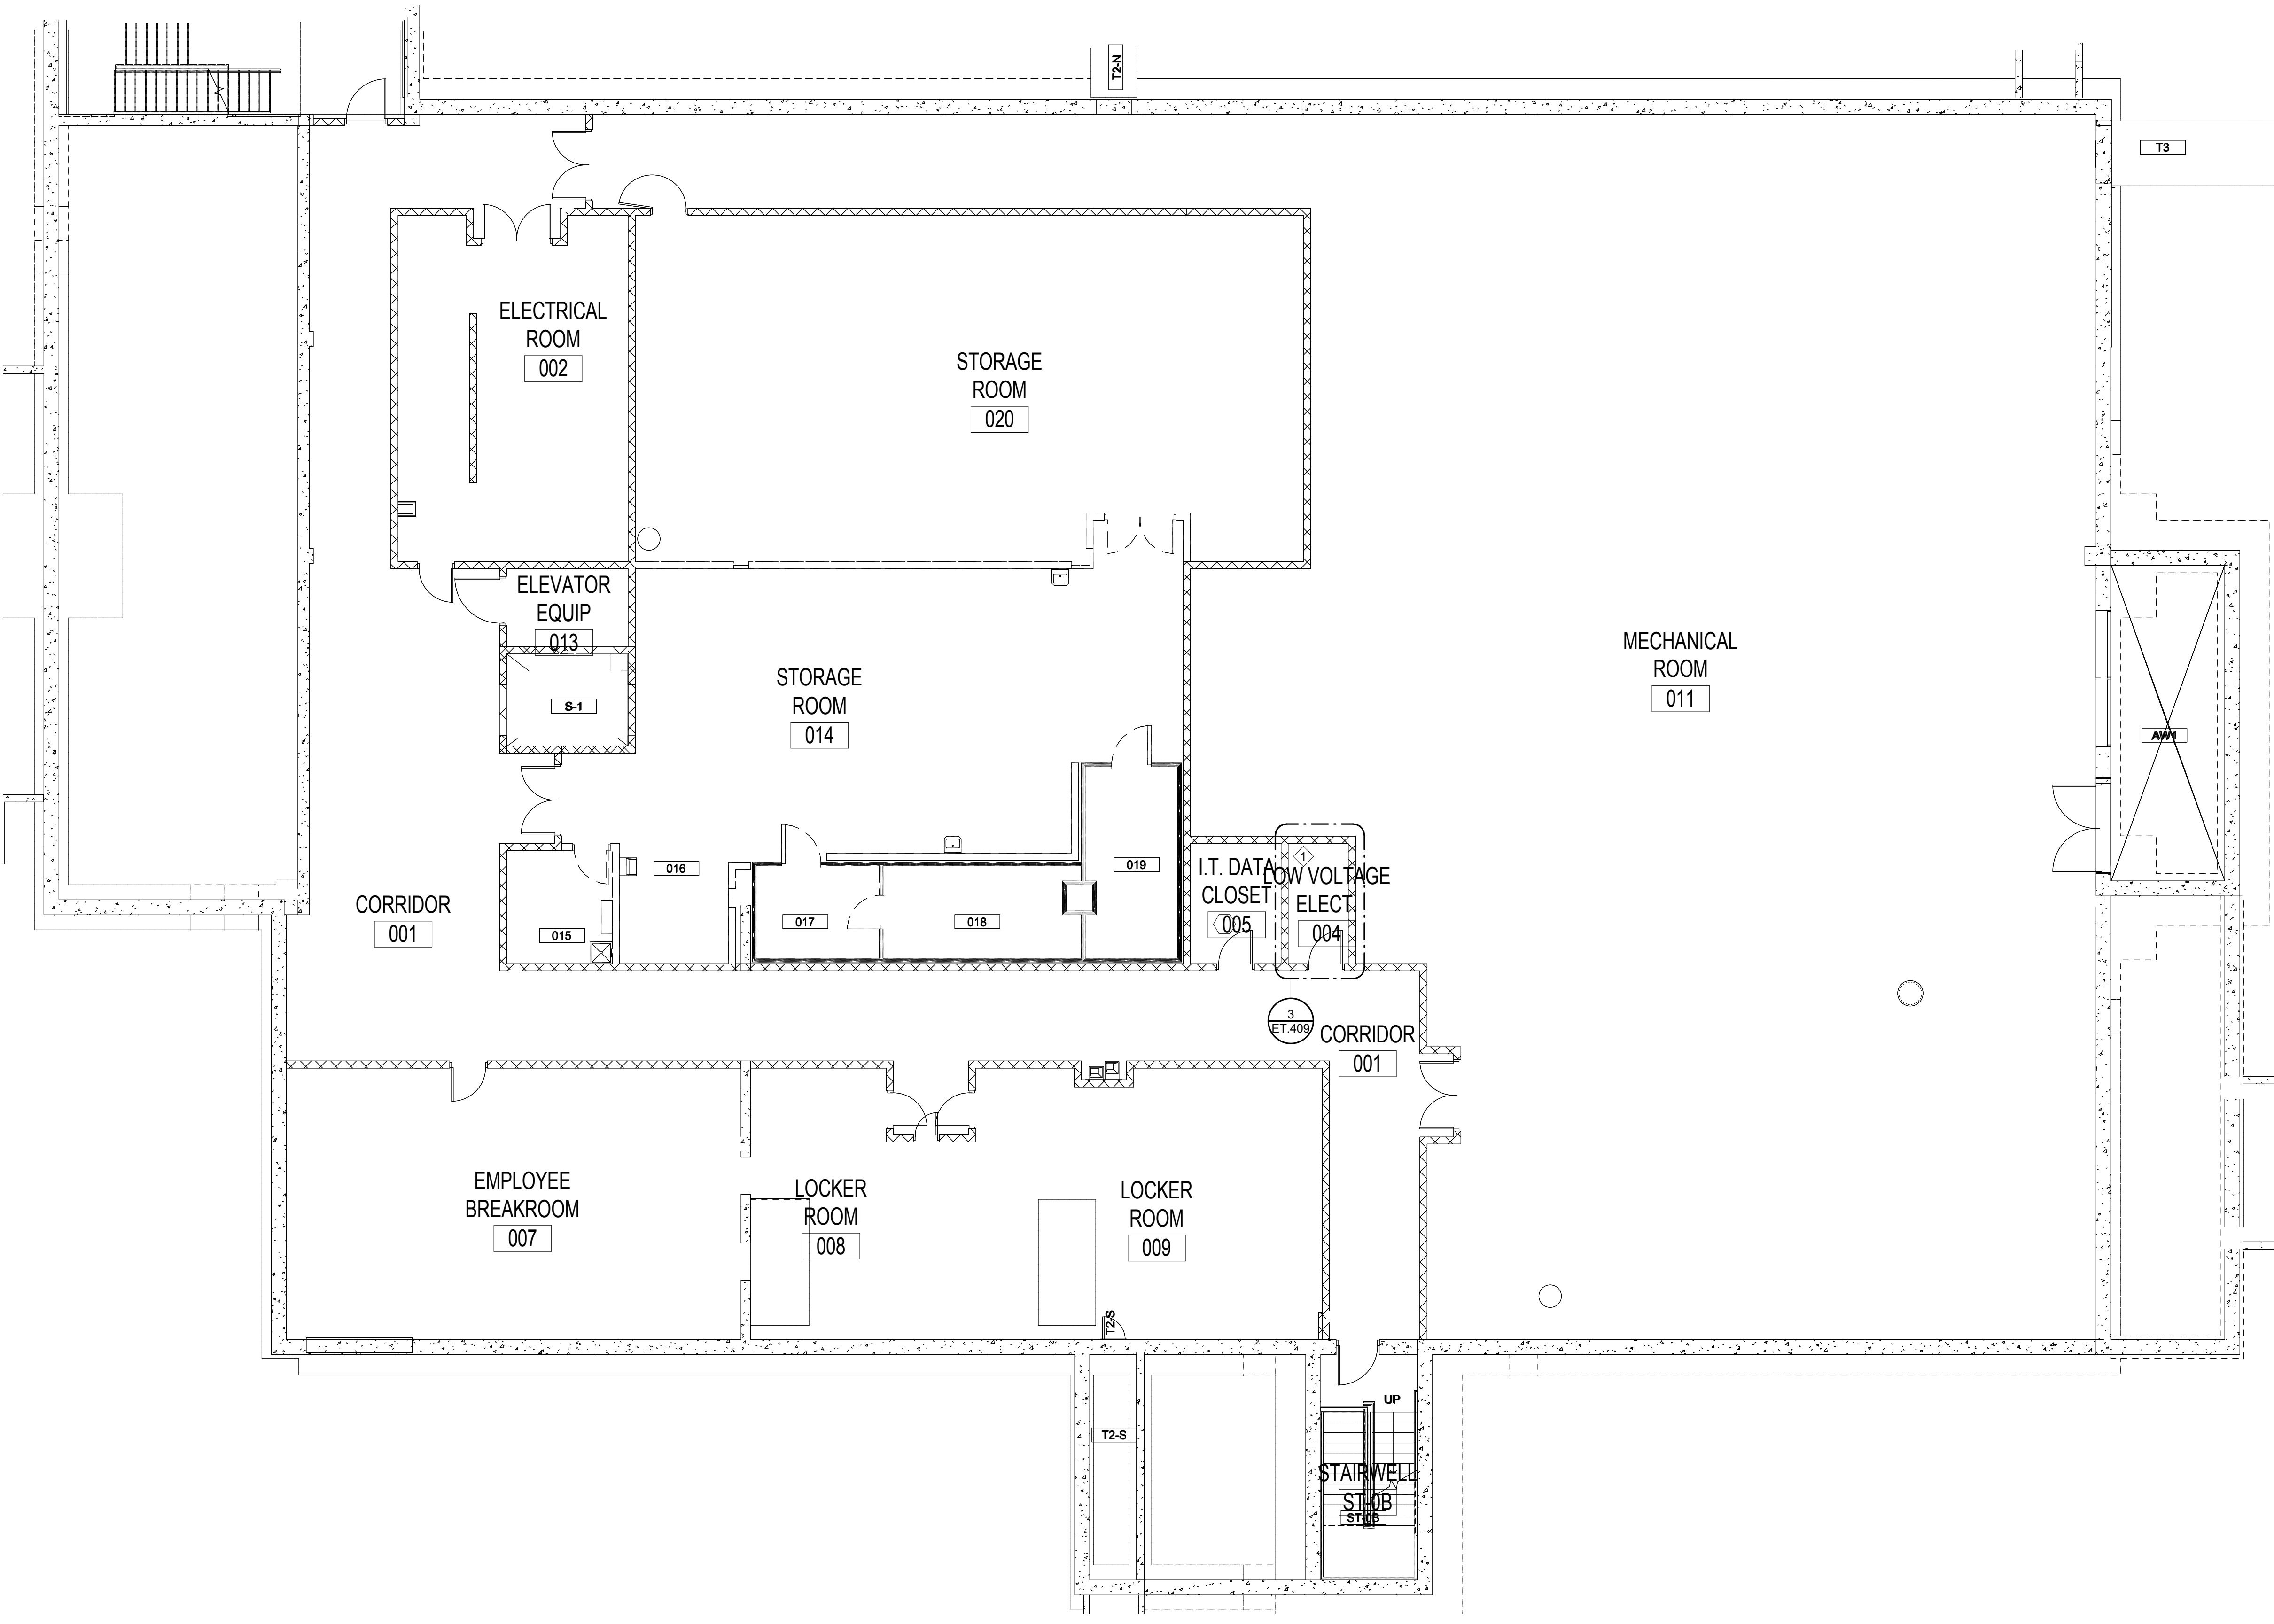 T2-N
T3
ELECTRICAL
ROOM
002
STORAGE
ROOM
020
ELEVATOR
EQUIP
013
S-1
STORAGE
ROOM
014
MECHANICAL
ROOM
011
AW1
016
019
017
018
015
1
I.T. DATA
CLOSET
005
LOW VOLTAGE
ELECT
004
CORRIDOR
001
3
ET.409
CORRIDOR
001
EMPLOYEE
BREAKROOM
007
LOCKER
ROOM
008
LOCKER
ROOM
009
T2-S
UP
T2-S
STAIRWELL
ST-0B
ST-0B